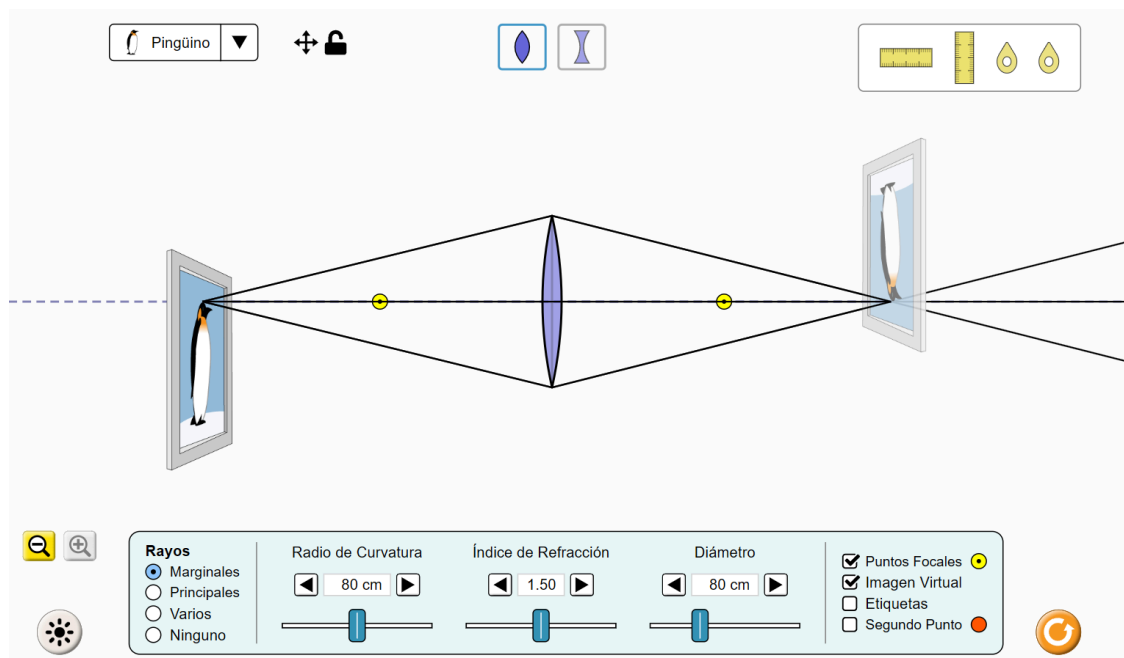 Pingüino
Rayos
Marginales
Principales
Varios
Ninguno
Radio de Curvatura
80 cm
Índice de Refracción
1.50
Diámetro
80 cm
Puntos Focales
Imagen Virtual
Etiquetas
Segundo Punto